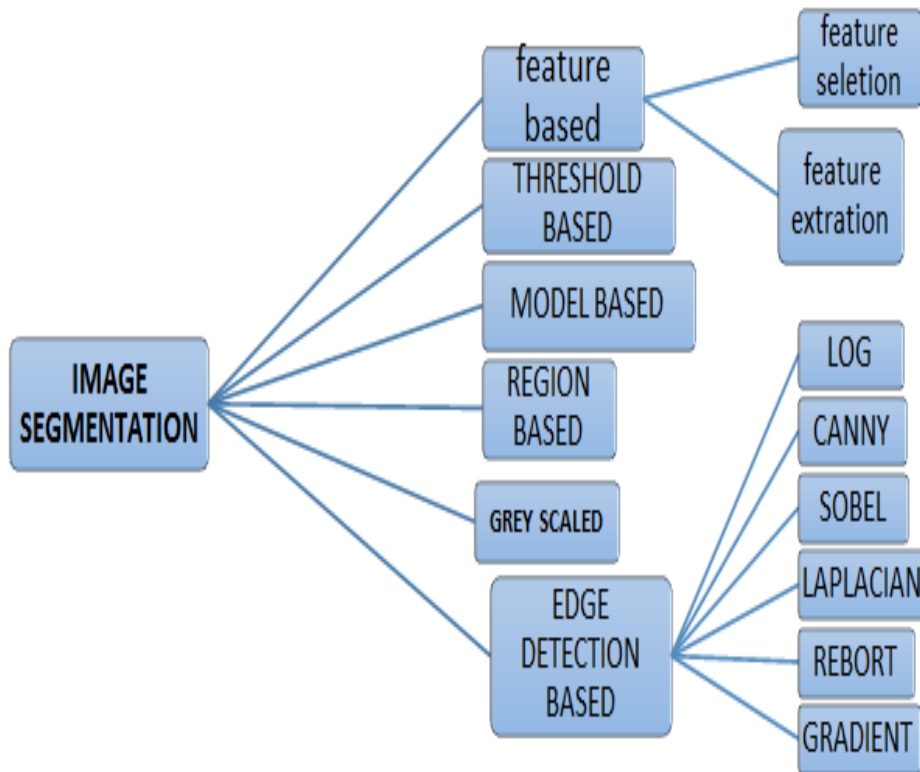 IMAGE
SEGMENTATION
feature
based
feature
seletion
feature
extration
THRESHOLD
BASED
MODEL BASED
REGION
BASED
GREY SCALED
EDGE
DETECTION
BASED
LOG
CANNY
SOBEL
LAPLACIAN
REBORT
GRADIENT